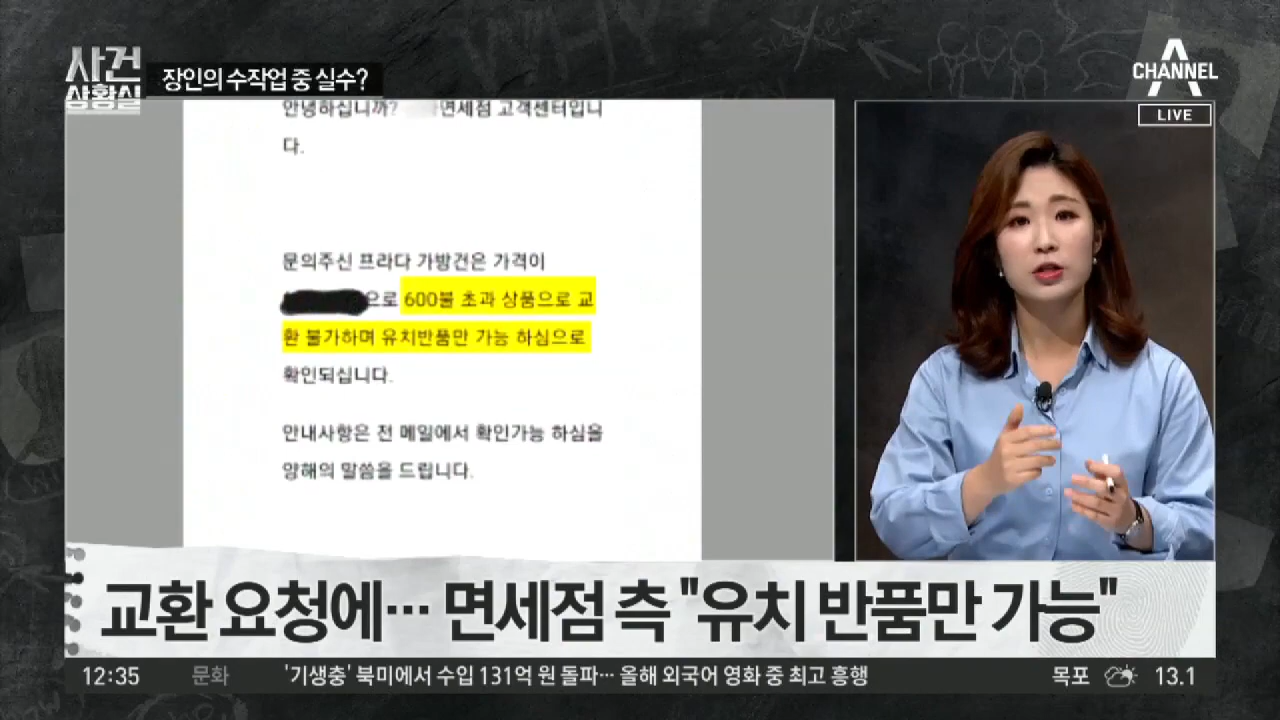 사건
상황실
장인의 수작업 중 실수?
CHANNEL
LIVE
안녕하십니까? 면세점 고객센터입니
다.
문의주신 프라다 가방건은 가격이
으로 600불 초과 상품으로 교
환 불가하며 유치반품만 가능 하심으로
확인되십니다.
안내사항은 전 메일에서 확인가능 하심을
양해의 말씀을 드립니다.
교환 요청에… 면세점 측 "유치 반품만 가능"
12:35 문화 '기생충' 북미에서 수입 131억 원 돌파… 올해 외국어 영화 중 최고 흥행 목포 13.1